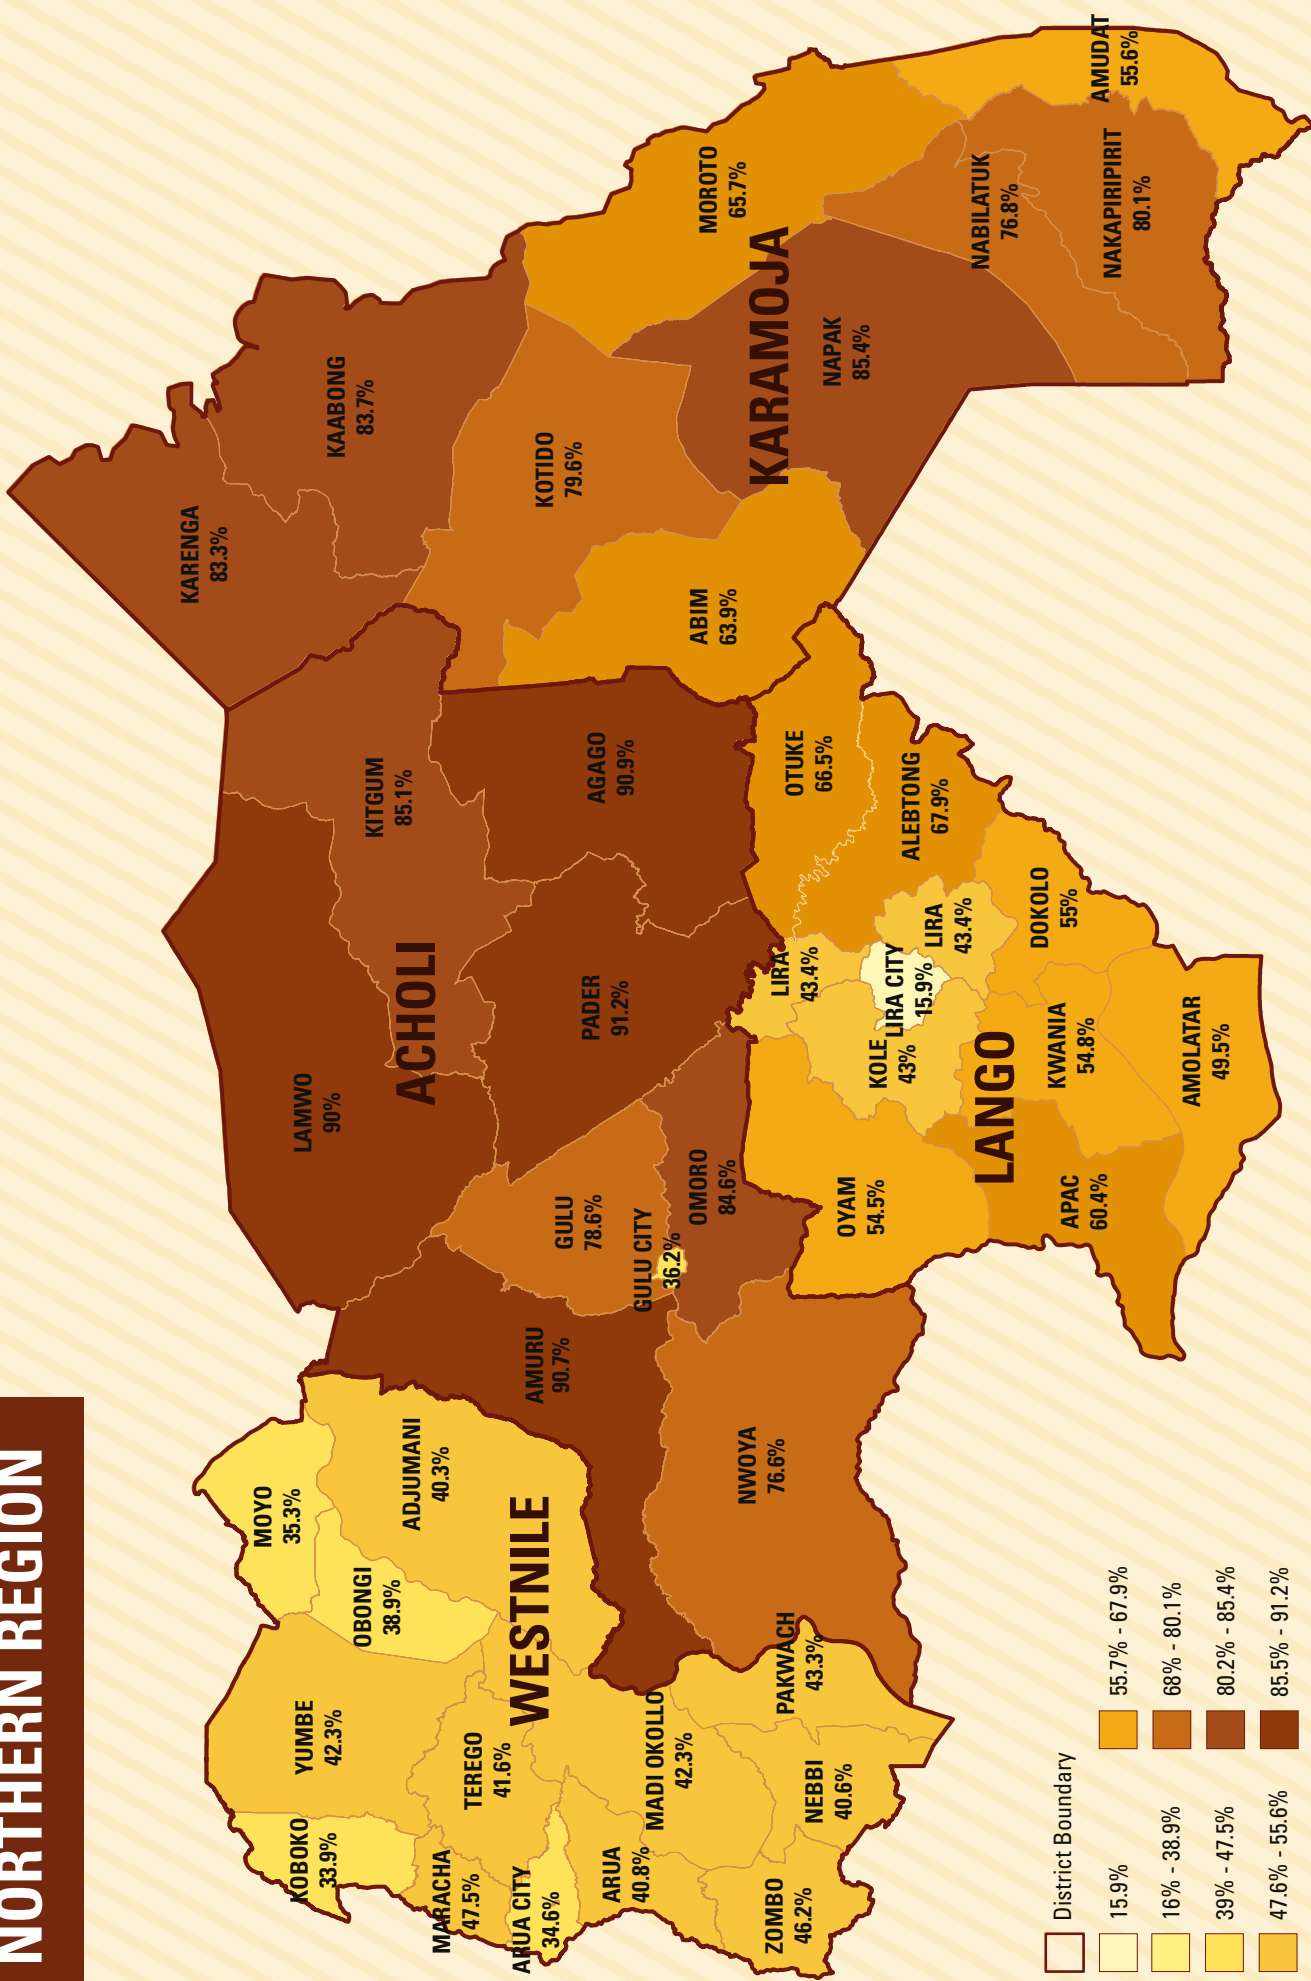 NORTHERN REGION
KARENGA
83.3%
KAABONG
83.7%
KOTIDO
79.6%
MOROTO
65.7%
AMUDAT
55.6%
NABILATUK
76.8%
NAKAPIRIPIRIT
80.1%
KARAMOJA
NAPAK
85.4%
ABIM
63.9%
LAMWO
90%
KITGUM
85.1%
AGAGO
90.9%
ACHOLI
PADER
91.2%
GULU
78.6%
GULU CITY
36.2%
OMORO
84.6%
AMURU
90.7%
NWOYA
76.6%
OTUKE
66.5%
ALEBTONG
67.9%
LIRA
43.4%
LIRA CITY
15.9%
LIRA
43.4%
DOKOLO
55%
KOLE
43%
LANGO
KWANIA
54.8%
AMOLATAR
49.5%
OYAM
54.5%
APAC
60.4%
MOYO
35.3%
ADJUMANI
40.3%
OBONGI
38.9%
WESTNILE
YUMBE
42.3%
KOBOKO
33.9%
TEREGO
41.6%
MARACHA
47.5%
ARUA CITY
34.6%
ARUA
40.8%
MADI OKOLLO
42.3%
PAKWACH
43.3%
NEBBI
40.6%
ZOMBO
46.2%
District Boundary
15.9%
16% - 38.9%
39% - 47.5%
47.6% - 55.6%
55.7% - 67.9%
68% - 80.1%
80.2% - 85.4%
85.5% - 91.2%